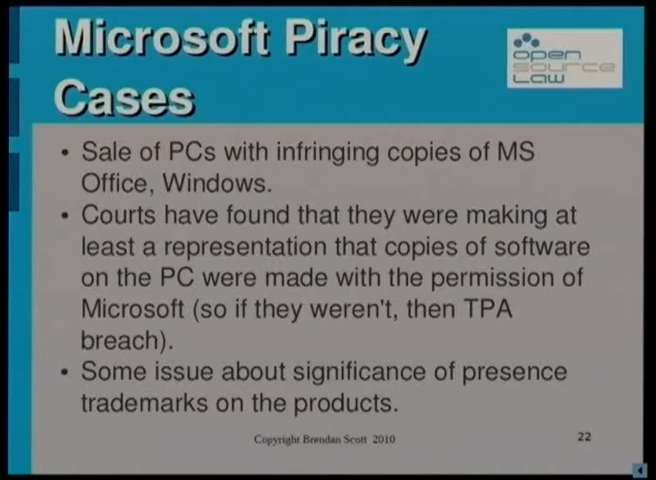 Microsoft Piracy
Cases
open
source
Law
• Sale of PCs with infringing copies of MS
Office, Windows.
• Courts have found that they were making at
least a representation that copies of software
on the PC were made with the permission of
Microsoft (so if they weren't, then TPA
breach).
• Some issue about significance of presence
trademarks on the products.
Copyright Brendan Scott 2010
22